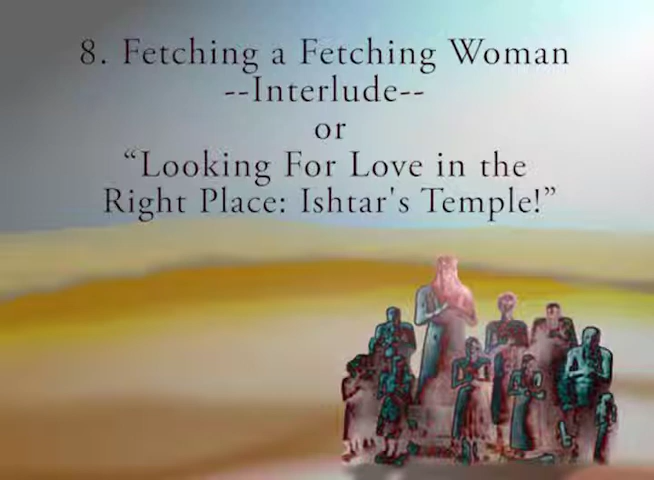 8. Fetching a Fetching Woman
--Interlude--
or
“Looking For Love in the
Right Place: Ishtar's Temple!”